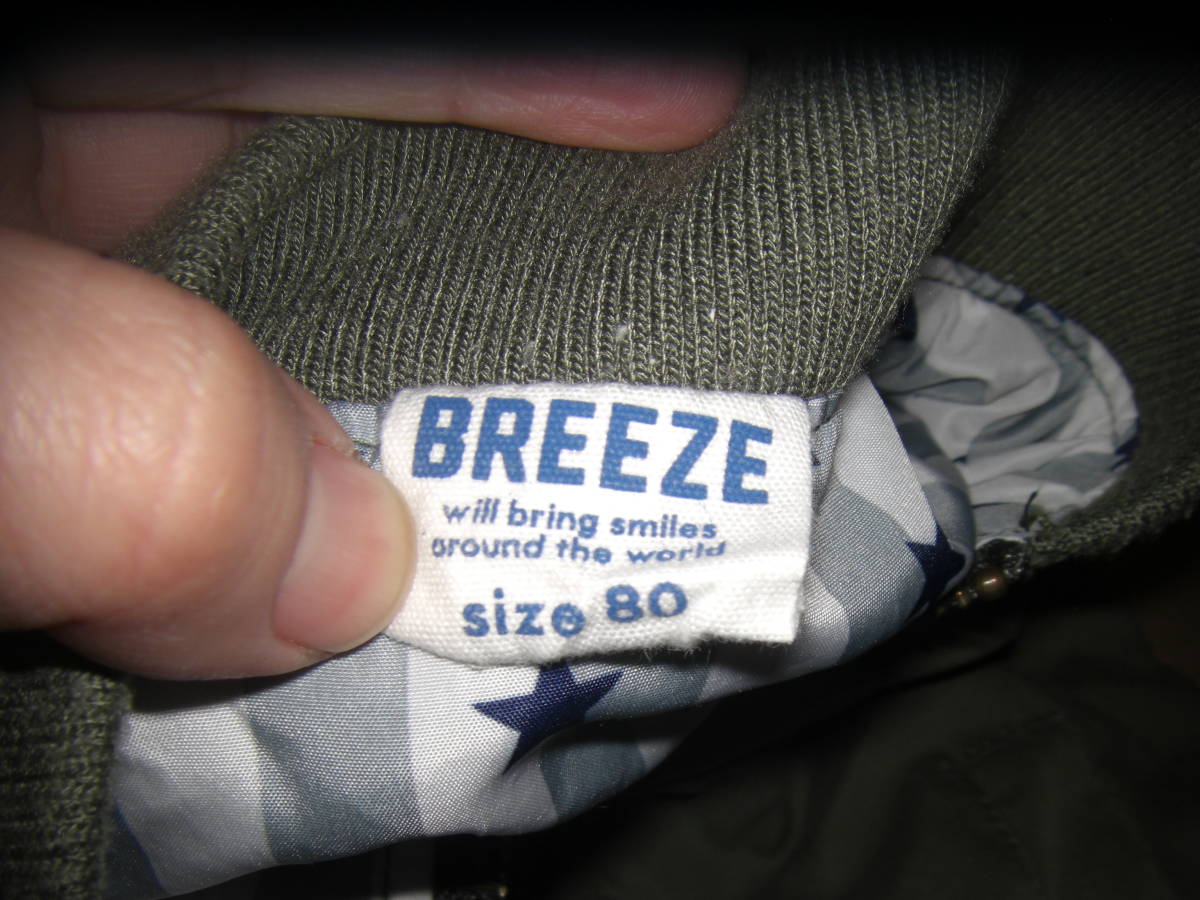 BREEZE
will bring smiles
around the world
size 80